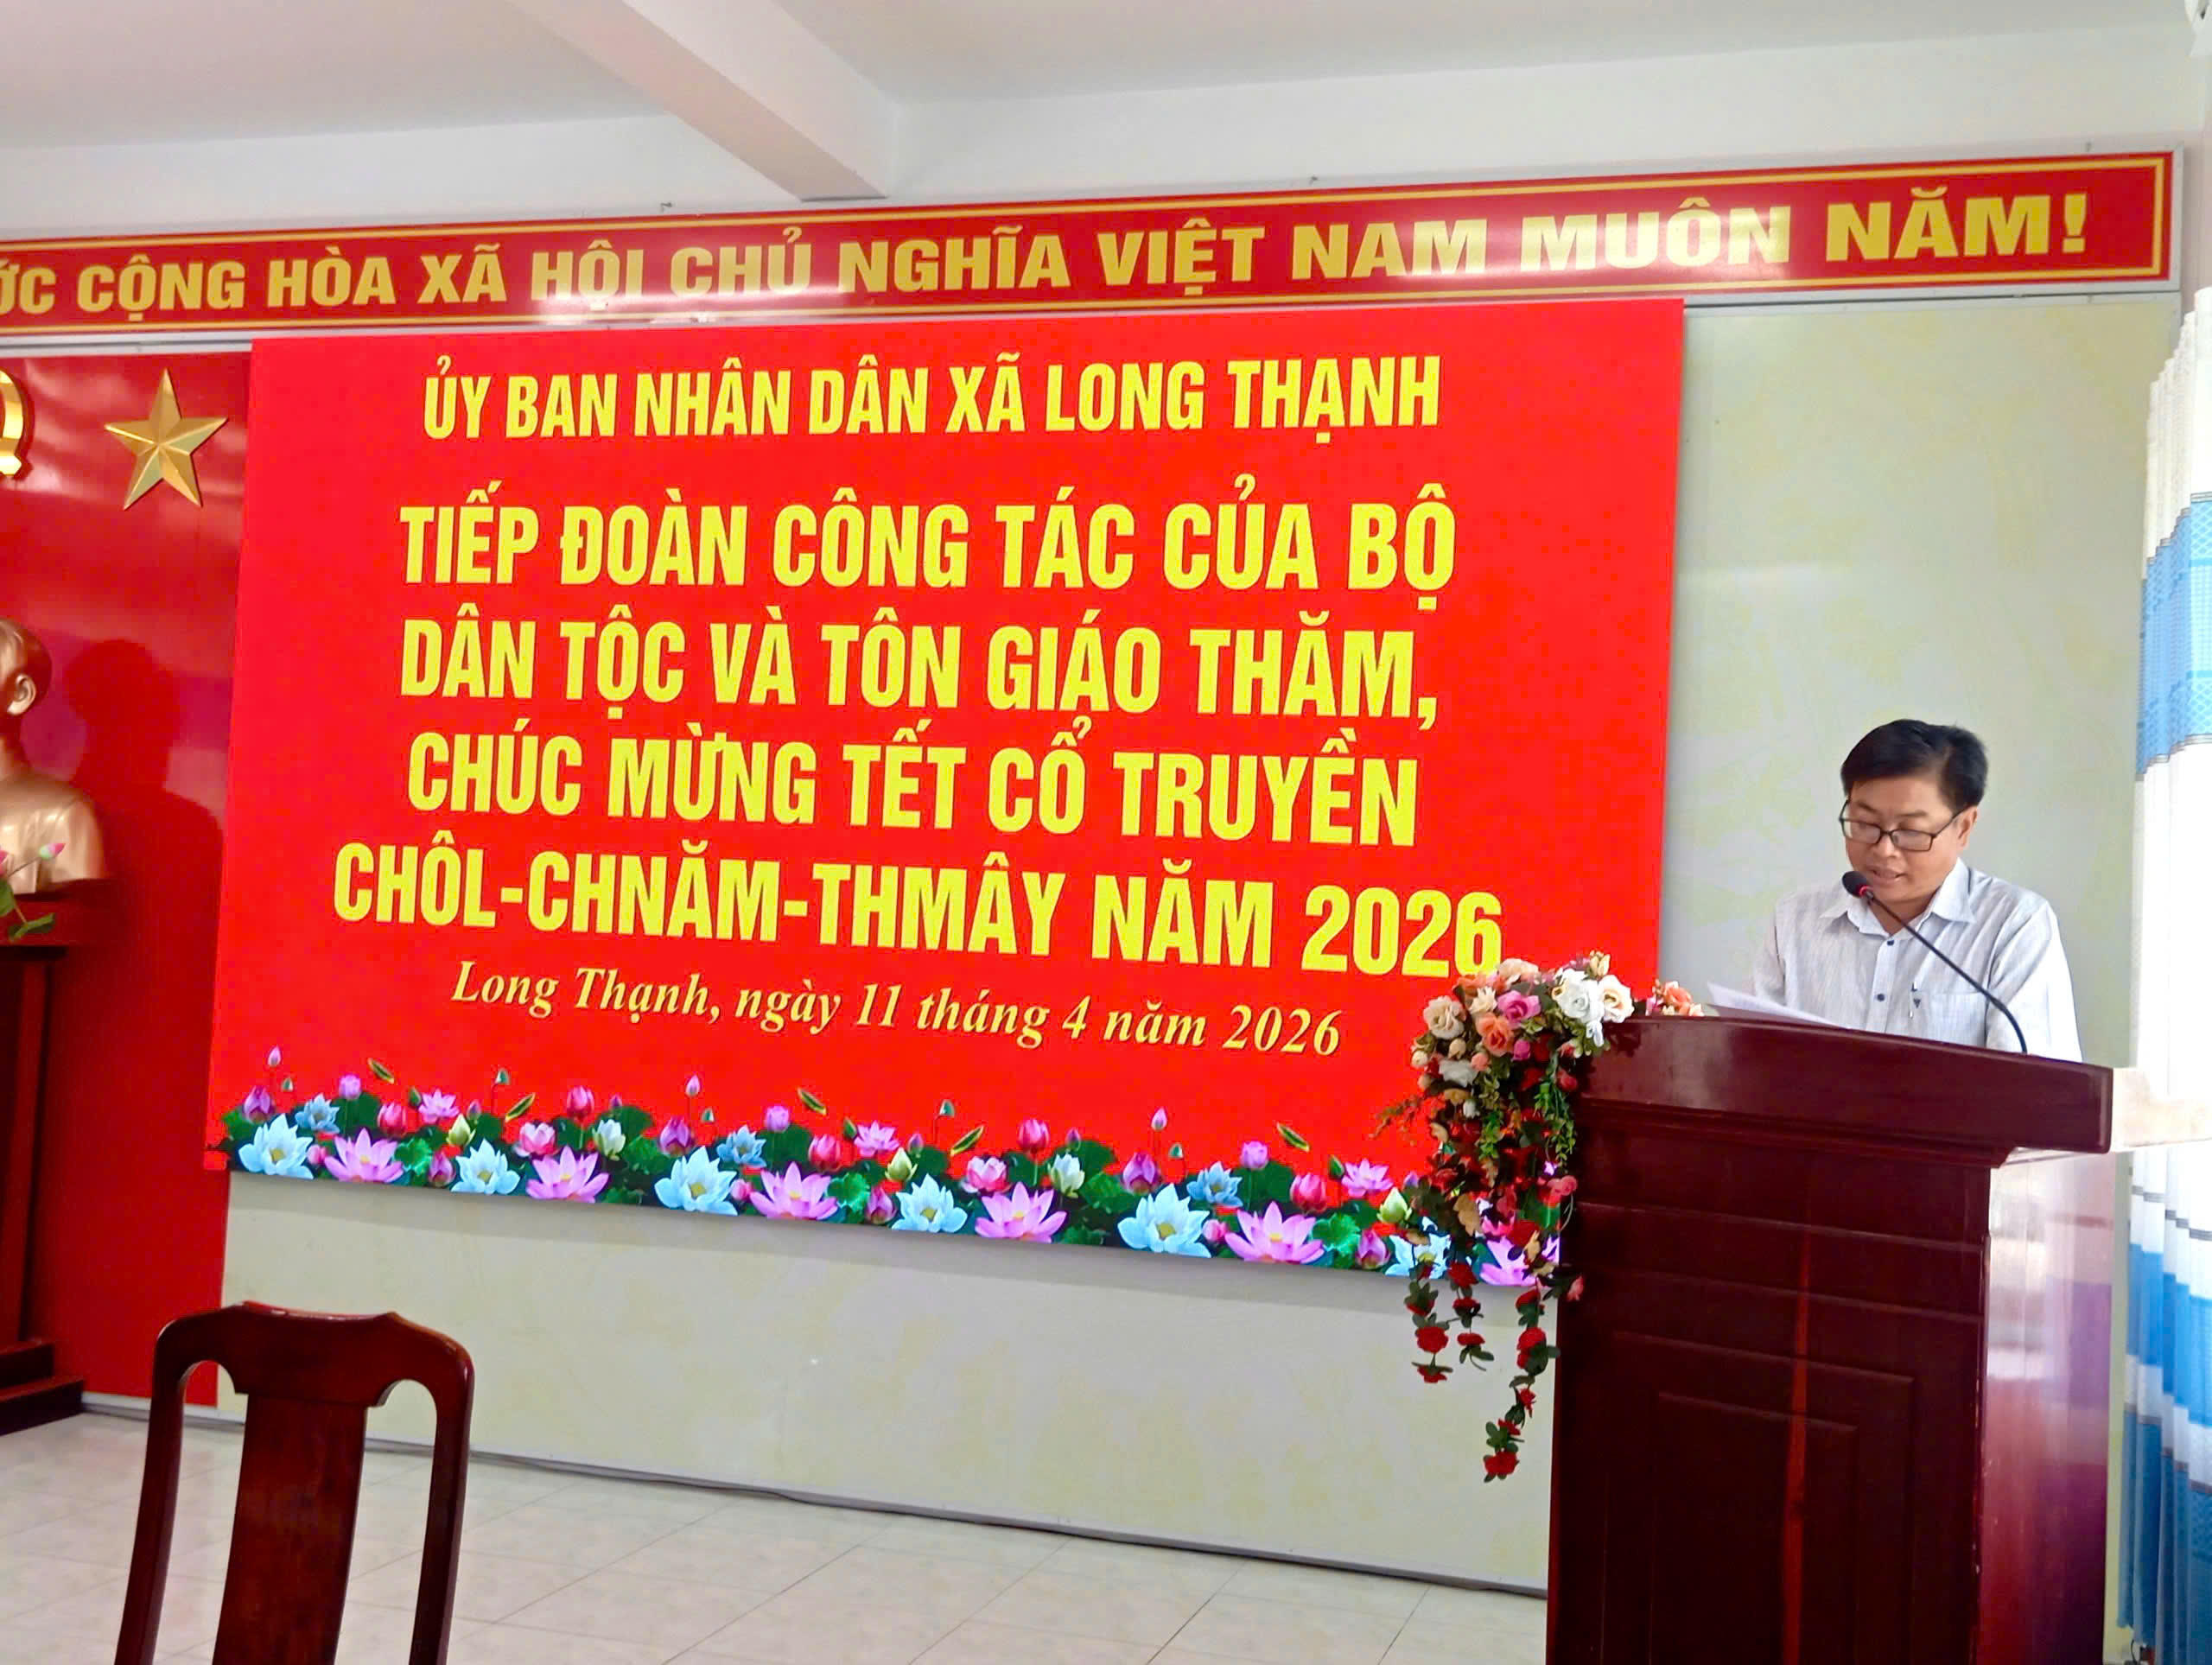 CỘNG HÒA XÃ HỘI CHỦ NGHĨA VIỆT NAM MUÔN NĂM!
ỦY BAN NHÂN DÂN XÃ LONG THẠNH
TIẾP ĐOÀN CÔNG TÁC CỦA BỘ
DÂN TỘC VÀ TÔN GIÁO THĂM,
CHÚC MỪNG TẾT CỔ TRUYỀN
CHÔL-CHNĂM-THMÂY NĂM 2026
Long Thạnh, ngày 11 tháng 4 năm 2026